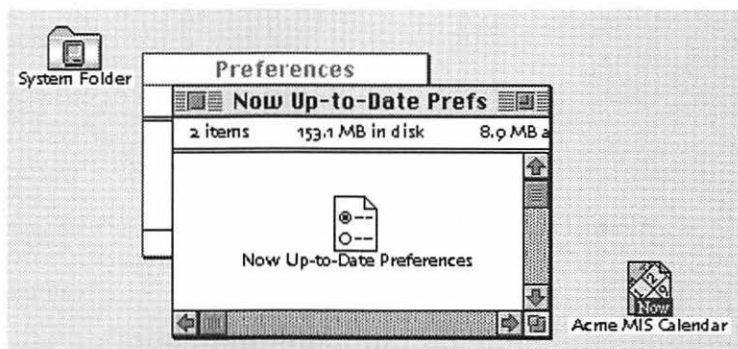 System Folder
Preferences
Now Up-to-Date Prefs
2 items 153.1 MB in disk 8.9 MB a
Now Up-to-Date Preferences
Now
Acme MIS Calendar